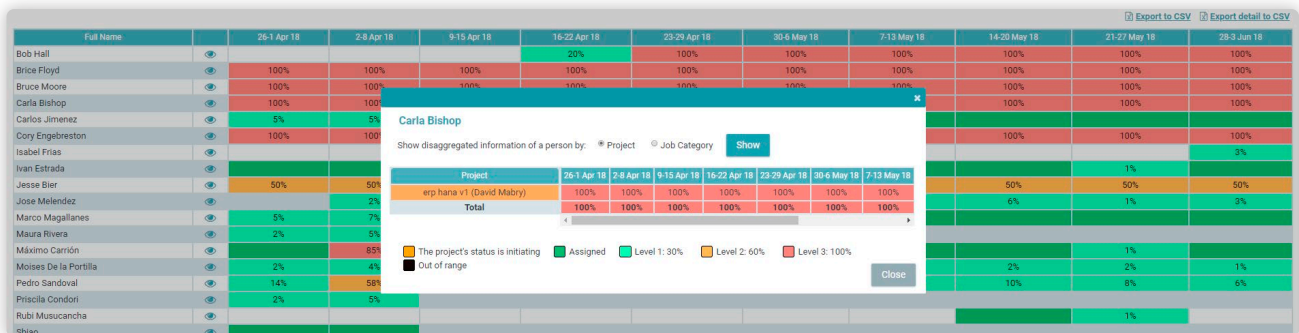 Export to CSV Export detail to CSV
Full Name 26-1 Apr 18 2-8 Apr 18 9-15 Apr 18 16-22 Apr 18 23-29 Apr 18 30-6 May 18 7-13 May 18 14-20 May 18 21-27 May 18 28-3 Jun 18
Bob Hall 20% 100% 100% 100% 100% 100% 100%
Brice Floyd 100% 100% 100% 100% 100% 100% 100% 100% 100% 100%
Bruce Moore 100% 100% 100% 100% 100% 100% 100% 100% 100% 100%
Carla Bishop 100% 100% 100% 100% 100%
Carlos Jimenez 5% 5%
Cory Engebreston 100% 100 100% 100% 100%
Isabel Frias 3%
Ivan Estrada 1%
Jesse Bier 50% 50% 50% 50% 50%
Jose Melendez 2% 6% 1% 3%
Marco Magallanes 5% 7%
Maura Rivera 2% 5%
Máximo Carrión 85% 1%
Moises De la Portilla 2% 4% 2% 2% 1%
Pedro Sandoval 14% 58% 10% 8% 6%
Priscila Condori 2% 5%
Rubi Musucancha 1%
Shiao
Carla Bishop
Show disaggregated information of a person by: Project Job Category Show
Project 26-1 Apr 18 2-8 Apr 18 9-15 Apr 18 16-22 Apr 18 23-29 Apr 18 30-6 May 18 7-13 May 18
erp hana v1 (David Mabry) 100% 100% 100% 100% 100% 100% 100%
Total 100% 100% 100% 100% 100% 100% 100%
The project's status is initiating Assigned Level 1: 30% Level 2: 60% Level 3: 100%
Out of range
Close